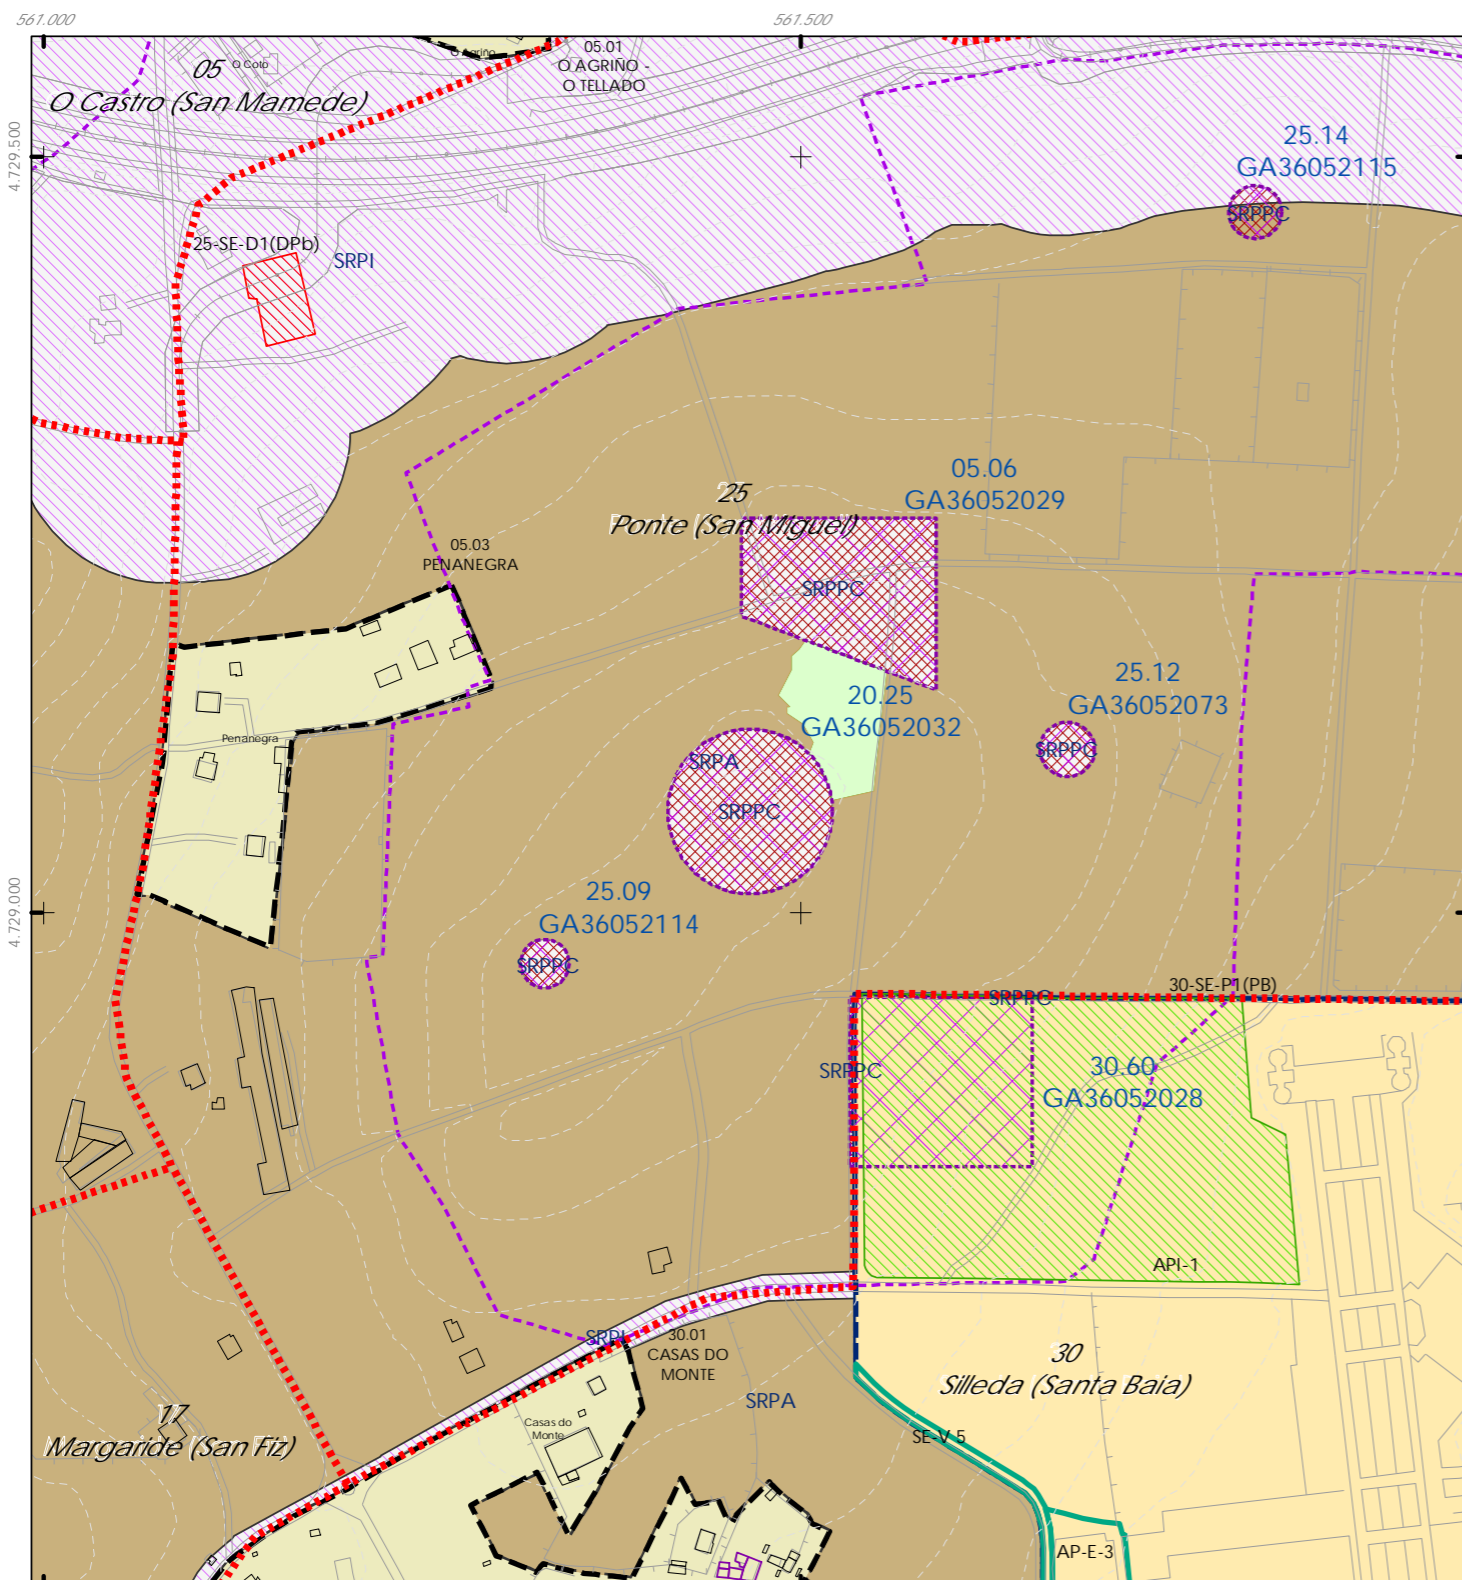 561.000
561.500
4.729.500
4.729.000
O Agriño
05.01
O AGRIÑO -
O TELLADO
05
O Coto
O Castro (San Mamede)
25.14
GA36052115
SRPPC
25-SE-D1(DPb)
SRPI
05.06
GA36052029
25
Ponte (San Miguel)
05.03
PENANEGRA
SRPPC
25.12
GA36052073
SRPPC
20.25
GA36052032
Penanegra
SRPA
SRPPC
25.09
GA36052114
SRPPC
30-SE-P1(PB)
SRPPC
SRPPC
30.60
GA36052028
API-1
SRPI
30.01
CASAS DO
MONTE
30
Silleda (Santa Baia)
SRPA
17
Margaride (San Fiz)
Casas do
Monte
SE-V-5
AP-E-3